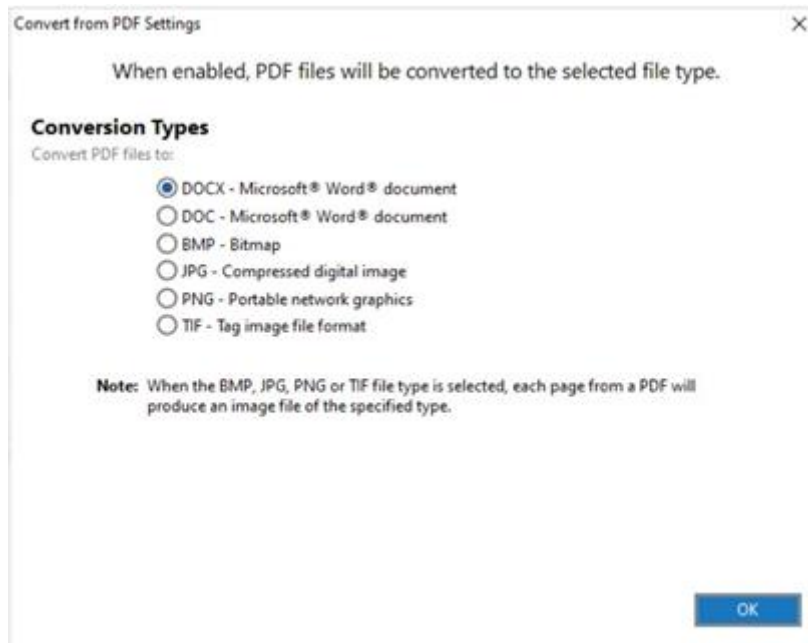 Convert from PDF Settings
When enabled, PDF files will be converted to the selected file type.
Conversion Types
Convert PDF files to:
DOCX - Microsoft® Word® document
DOC - Microsoft® Word® document
BMP - Bitmap
JPG - Compressed digital image
PNG - Portable network graphics
TIF - Tag image file format
Note: When the BMP, JPG, PNG or TIF file type is selected, each page from a PDF will
produce an image file of the specified type.
OK